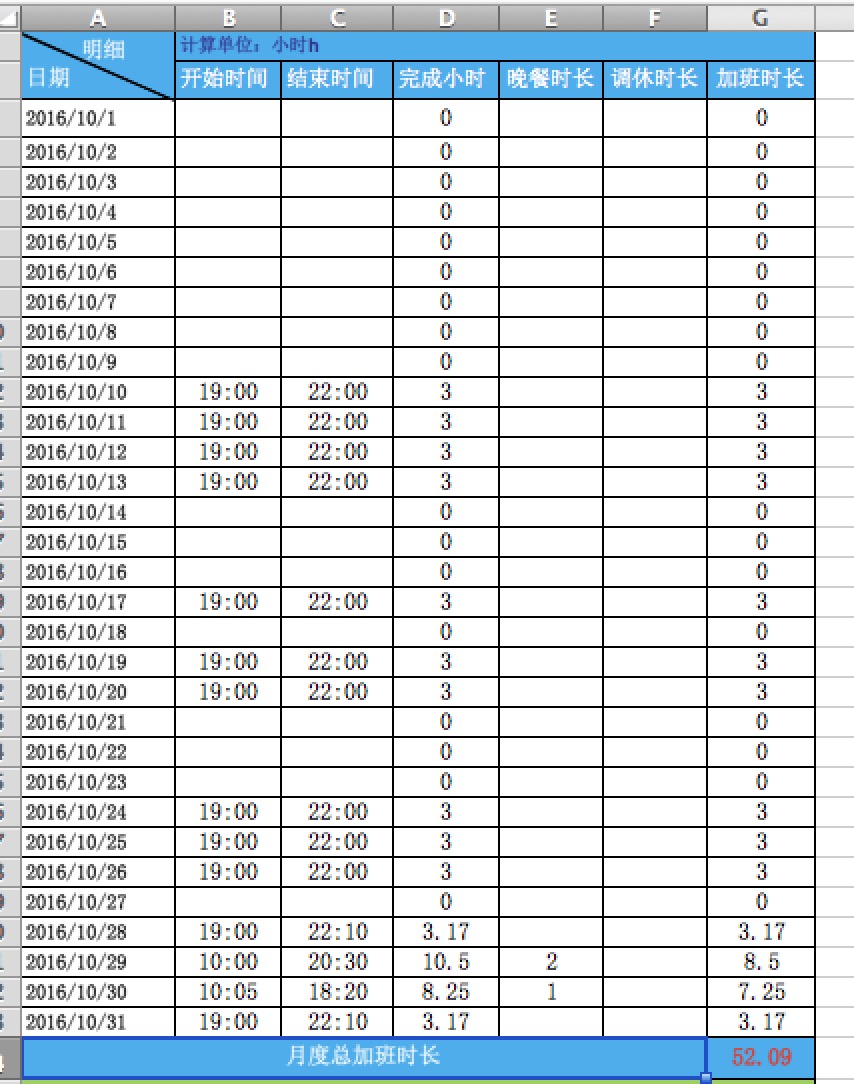 A B C D E F G
明细 计算单位：小时h
日期 开始时间 结束时间 完成小时 晚餐时长 调休时长 加班时长
2016/10/1 0 0
2016/10/2 0 0
2016/10/3 0 0
2016/10/4 0 0
2016/10/5 0 0
2016/10/6 0 0
2016/10/7 0 0
2016/10/8 0 0
2016/10/9 0 0
2016/10/10 19:00 22:00 3 3
2016/10/11 19:00 22:00 3 3
2016/10/12 19:00 22:00 3 3
2016/10/13 19:00 22:00 3 3
2016/10/14 0 0
2016/10/15 0 0
2016/10/16 0 0
2016/10/17 19:00 22:00 3 3
2016/10/18 0 0
2016/10/19 19:00 22:00 3 3
2016/10/20 19:00 22:00 3 3
2016/10/21 0 0
2016/10/22 0 0
2016/10/23 0 0
2016/10/24 19:00 22:00 3 3
2016/10/25 19:00 22:00 3 3
2016/10/26 19:00 22:00 3 3
2016/10/27 0 0
2016/10/28 19:00 22:10 3.17 3.17
2016/10/29 10:00 20:30 10.5 2 8.5
2016/10/30 10:05 18:20 8.25 1 7.25
2016/10/31 19:00 22:10 3.17 3.17
月度总加班时长 52.09